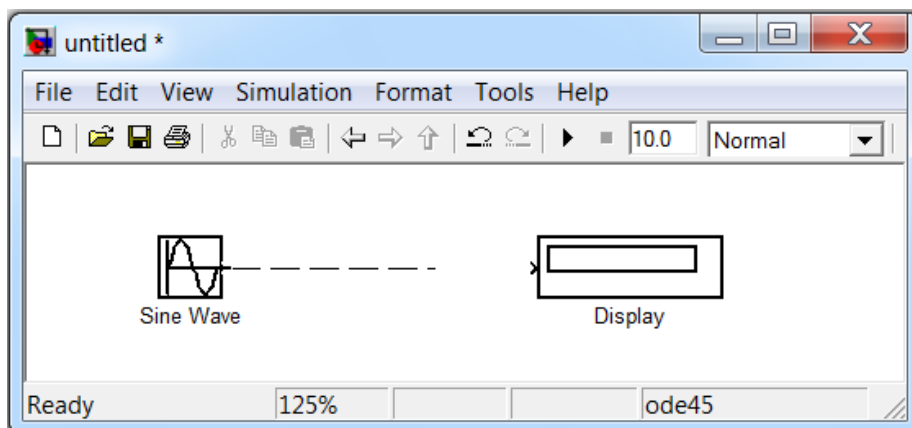 untitled *
File Edit View Simulation Format Tools Help
10.0 Normal
Sine Wave Display
Ready 125% ode45